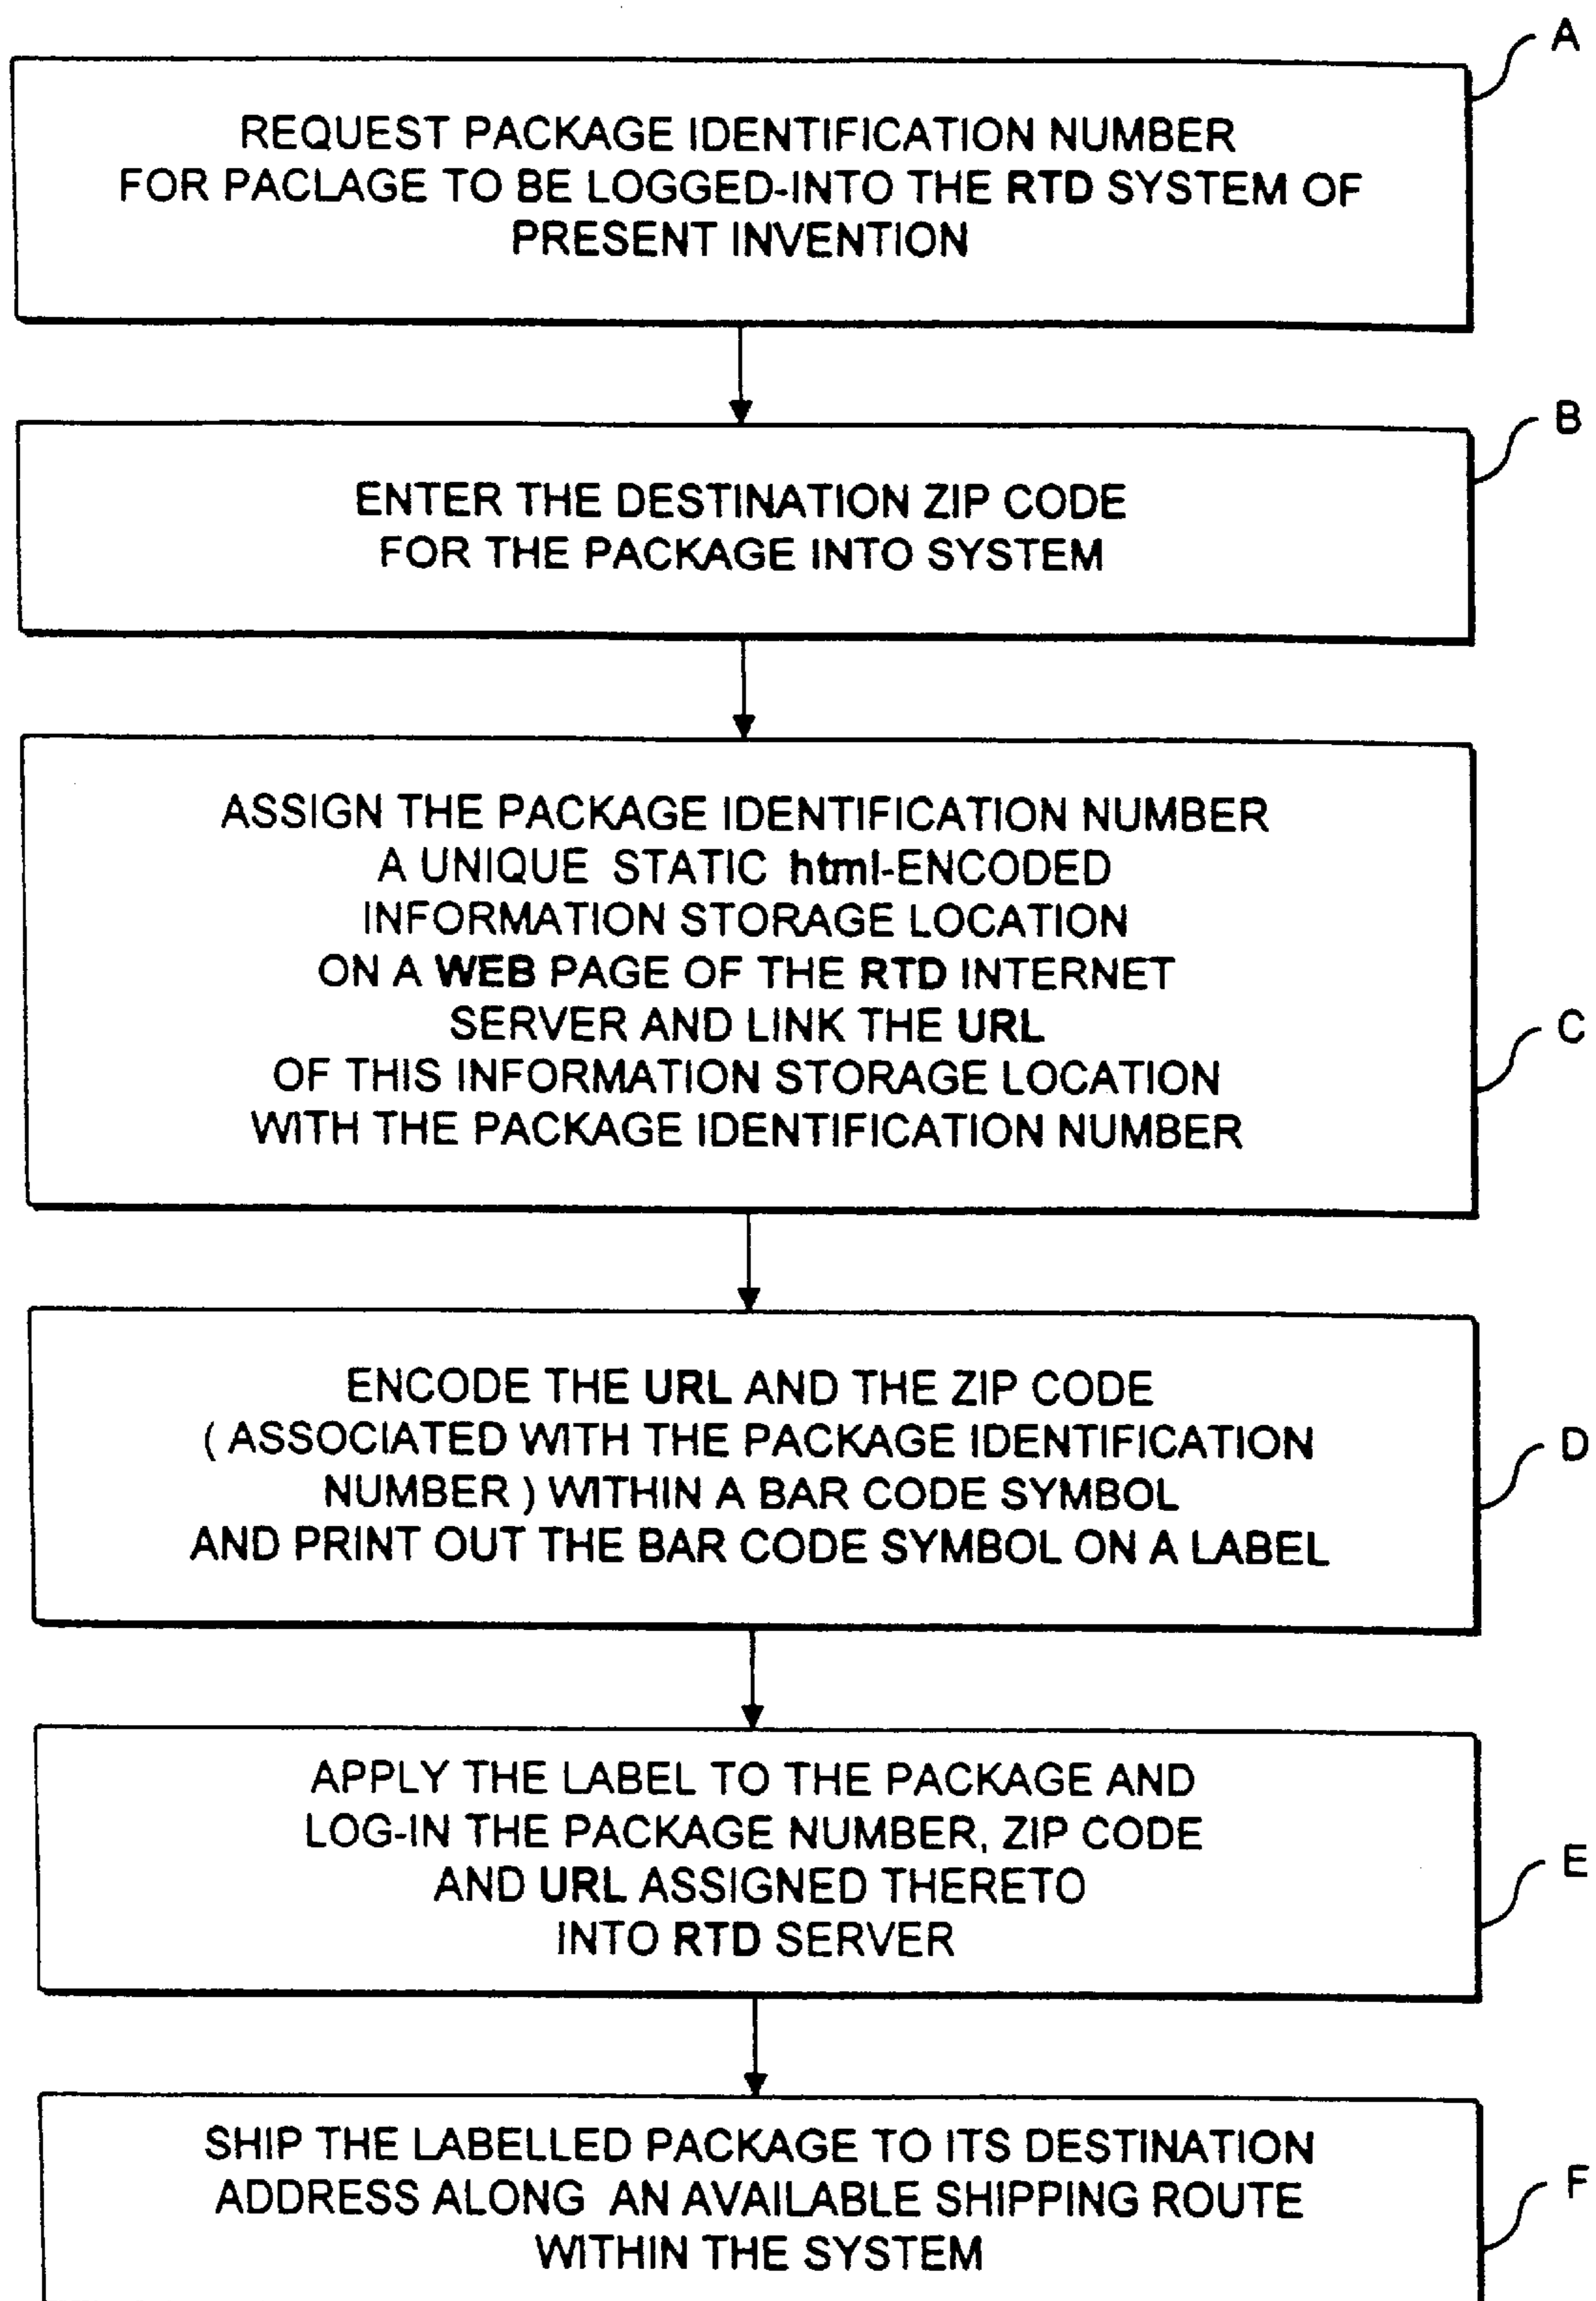 A
REQUEST PACKAGE IDENTIFICATION NUMBER
FOR PACLAGE TO BE LOGGED-INTO THE RTD SYSTEM OF
PRESENT INVENTION
B
ENTER THE DESTINATION ZIP CODE
FOR THE PACKAGE INTO SYSTEM
ASSIGN THE PACKAGE IDENTIFICATION NUMBER
A UNIQUE STATIC html-ENCODED
INFORMATION STORAGE LOCATION
ON A WEB PAGE OF THE RTD INTERNET
SERVER AND LINK THE URL
C
OF THIS INFORMATION STORAGE LOCATION
WITH THE PACKAGE IDENTIFICATION NUMBER
ENCODE THE URL AND THE ZIP CODE
( ASSOCIATED WITH THE PACKAGE IDENTIFICATION
D
NUMBER ) WITHIN A BAR CODE SYMBOL
AND PRINT OUT THE BAR CODE SYMBOL ON A LABEL
APPLY THE LABEL TO THE PACKAGE AND
LOG-IN THE PACKAGE NUMBER, ZIP CODE
E
AND URL ASSIGNED THERETO
INTO RTD SERVER
SHIP THE LABELLED PACKAGE TO ITS DESTINATION
F
ADDRESS ALONG AN AVAILABLE SHIPPING ROUTE
WITHIN THE SYSTEM